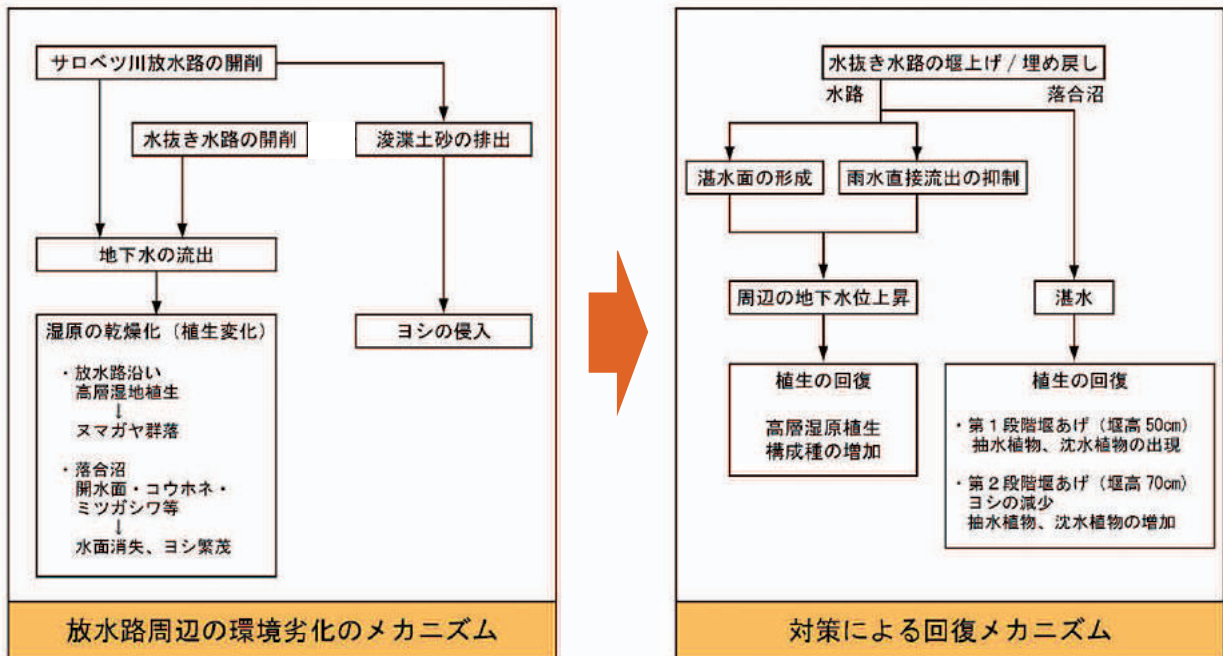 サロベツ川放水路の開削
水抜き水路の開削
浚渫土砂の排出
地下水の流出
湿原の乾燥化（植生変化）
・放水路沿い
高層湿地植生
↓
ヌマガヤ群落
・落合沼
開水面・コウホネ・
ミツガシワ等
↓
水面消失、ヨシ繁茂
ヨシの侵入
放水路周辺の環境劣化のメカニズム
水抜き水路の堰上げ / 埋め戻し
水路
落合沼
湛水面の形成
雨水直接流出の抑制
周辺の地下水位上昇
湛水
植生の回復
高層湿原植生
構成種の増加
植生の回復
・第1段階堰あげ（堰高50㎝）
抽水植物、沈水植物の出現
・第2段階堰あげ（堰高70㎝）
ヨシの減少
抽水植物、沈水植物の増加
対策による回復メカニズム